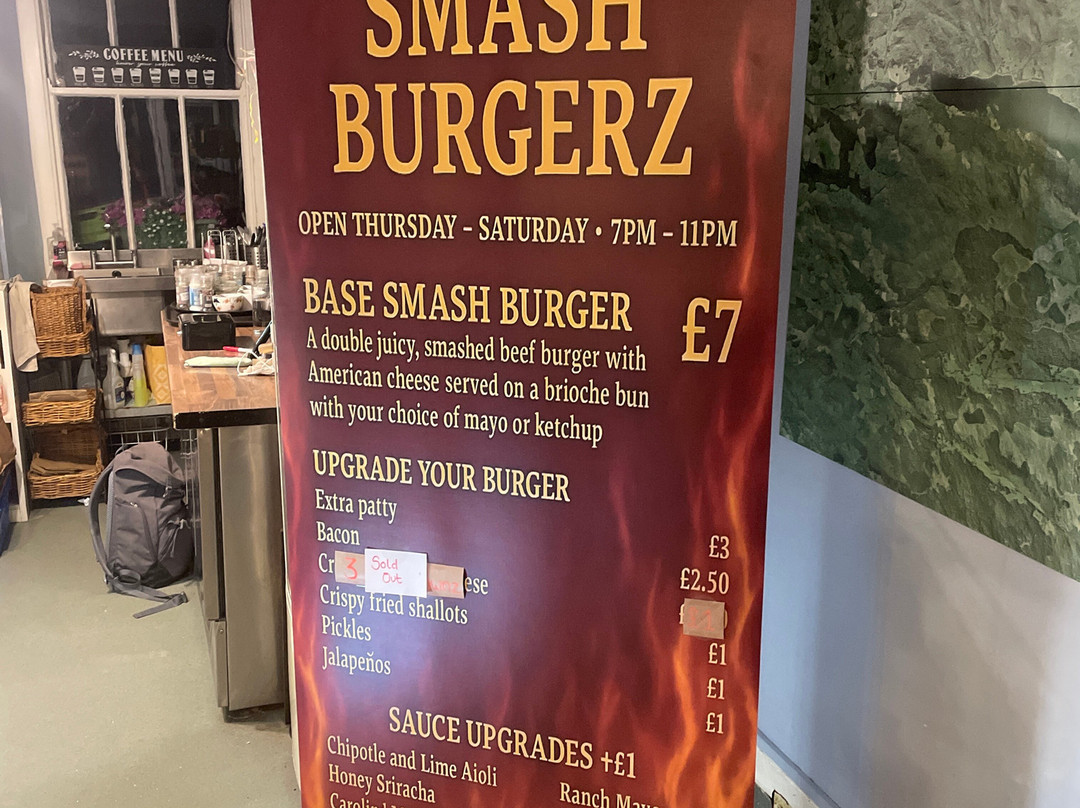 COFFEE MENU
SMASH
BURGERZ
OPEN THURSDAY – SATURDAY • 7PM – 11PM
BASE SMASH BURGER £7
A double juicy, smashed beef burger with
American cheese served on a brioche bun
with your choice of mayo or ketchup
UPGRADE YOUR BURGER
Extra patty £3
Bacon £2.50
Cr 3 Sold Out ese
Crispy fried shallots £1
Pickles £1
Jalapeños £1
SAUCE UPGRADES +£1
Chipotle and Lime Aioli
Ranch Mayo
Honey Sriracha